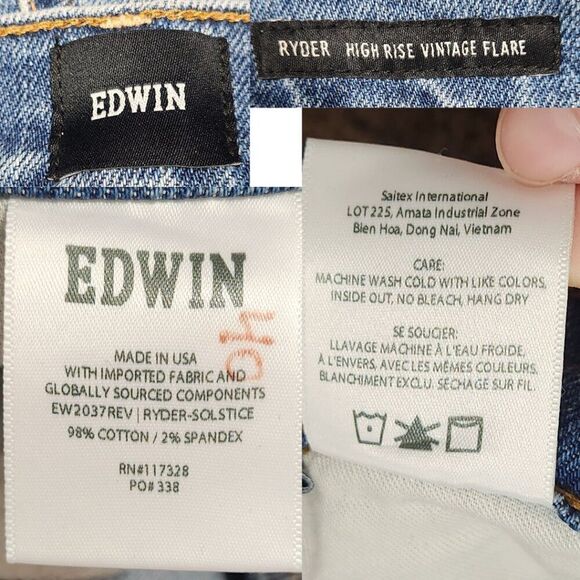 EDWIN
RYDER HIGH RISE VINTAGE FLARE
EDWIN
MADE IN USA
WITH IMPORTED FABRIC AND
GLOBALLY SOURCED COMPONENTS
EW2037REV | RYDER-SOLSTICE
98% COTTON / 2% SPANDEX
RN#117328
PO# 338
Saitex International
LOT 225, Amata Industrial Zone
Bien Hoa, Dong Nai, Vietnam
CARE:
MACHINE WASH COLD WITH LIKE COLORS,
INSIDE OUT, NO BLEACH, HANG DRY
SE SOUCIER:
LLAVAGE MACHINE À L'EAU FROIDE,
À L'ENVERS, AVEC LES MÊMES COULEURS,
BLANCHIMENT EXCLU. SÉCHAGE SUR FIL.